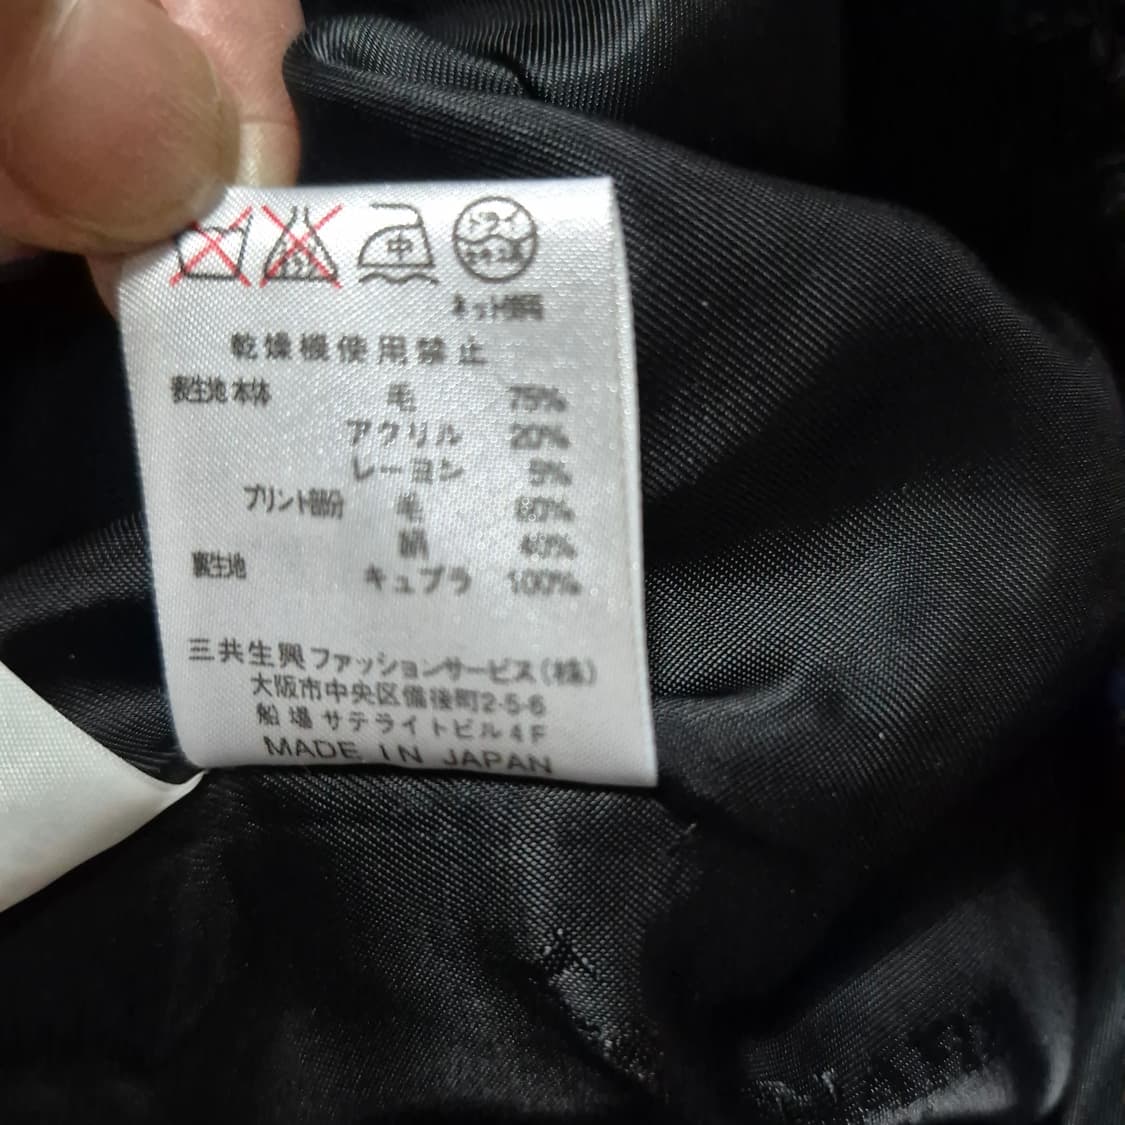 中
ドライ
セキユ系
ネット使用
乾燥機使用禁止
表生地 本体 毛 75%
アクリル 20%
レーヨン 5%
プリント部分 毛 60%
絹 40%
裏生地 キュプラ 100%
三共生興ファッションサービス(株)
大阪市中央区備後町2-5-6
船場サテライトビル4F
MADE IN JAPAN